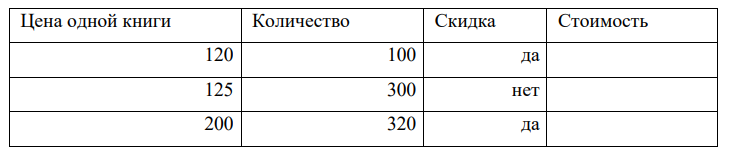 Цена одной книги Количество Скидка Стоимость
120 100 да
125 300 нет
200 320 да